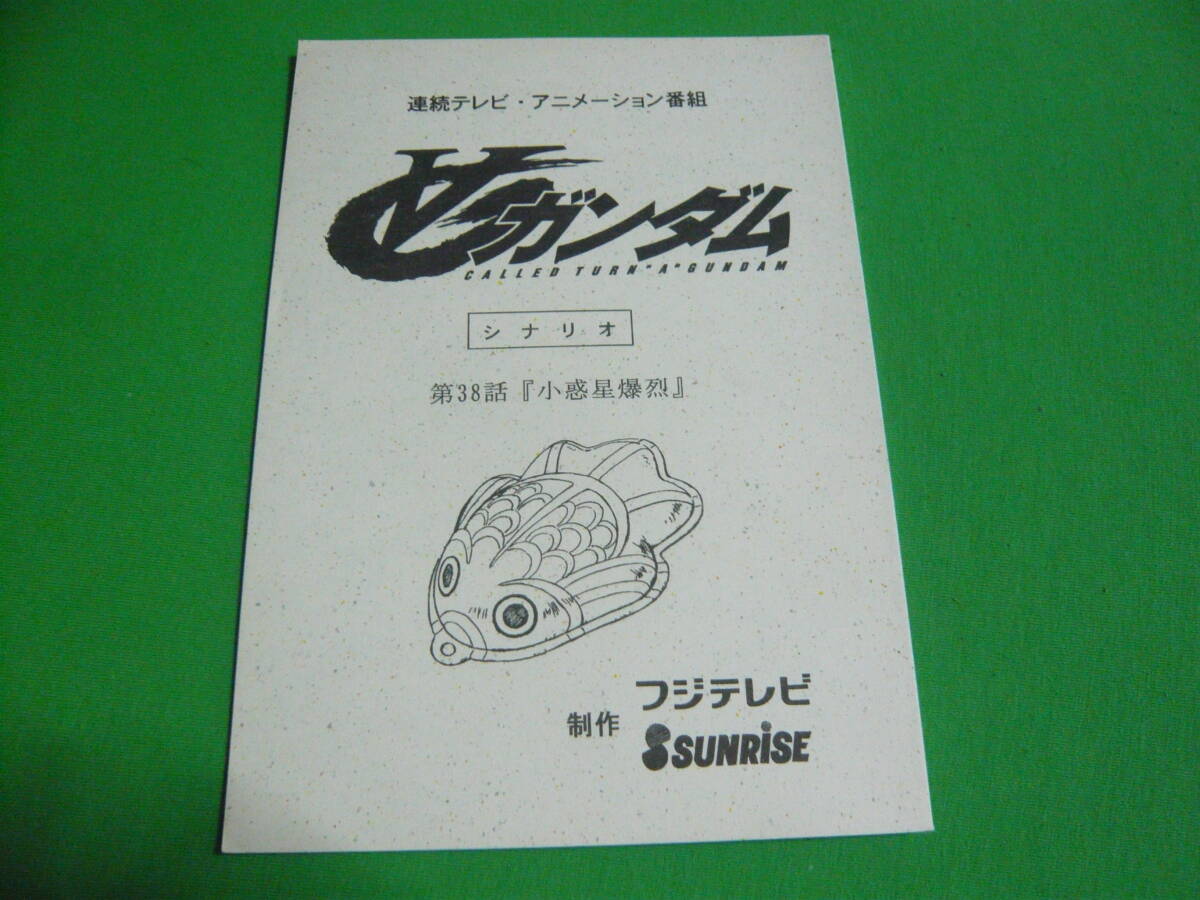 連続テレビ・アニメーション番組
∀ガンダム
CALLED TURN "A" GUNDAM
シナリオ
第38話『小惑星爆烈』
制作
フジテレビ
SUNRISE